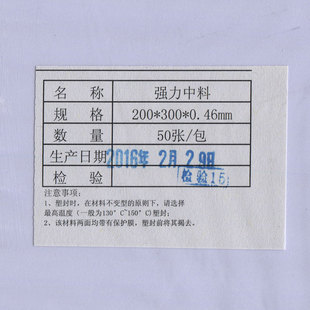 名 称 强力中料
规 格 200*300*0.46mm
数 量 50张/包
生产日期 2016年 2月 29日
检 验 检验15
注意事项:
1、塑封时，在材料不变型的原则下，请选择
最高温度（一般为130° C~150° C)塑封;
2、该材料两面均带有保护膜，塑封前将其揭去。